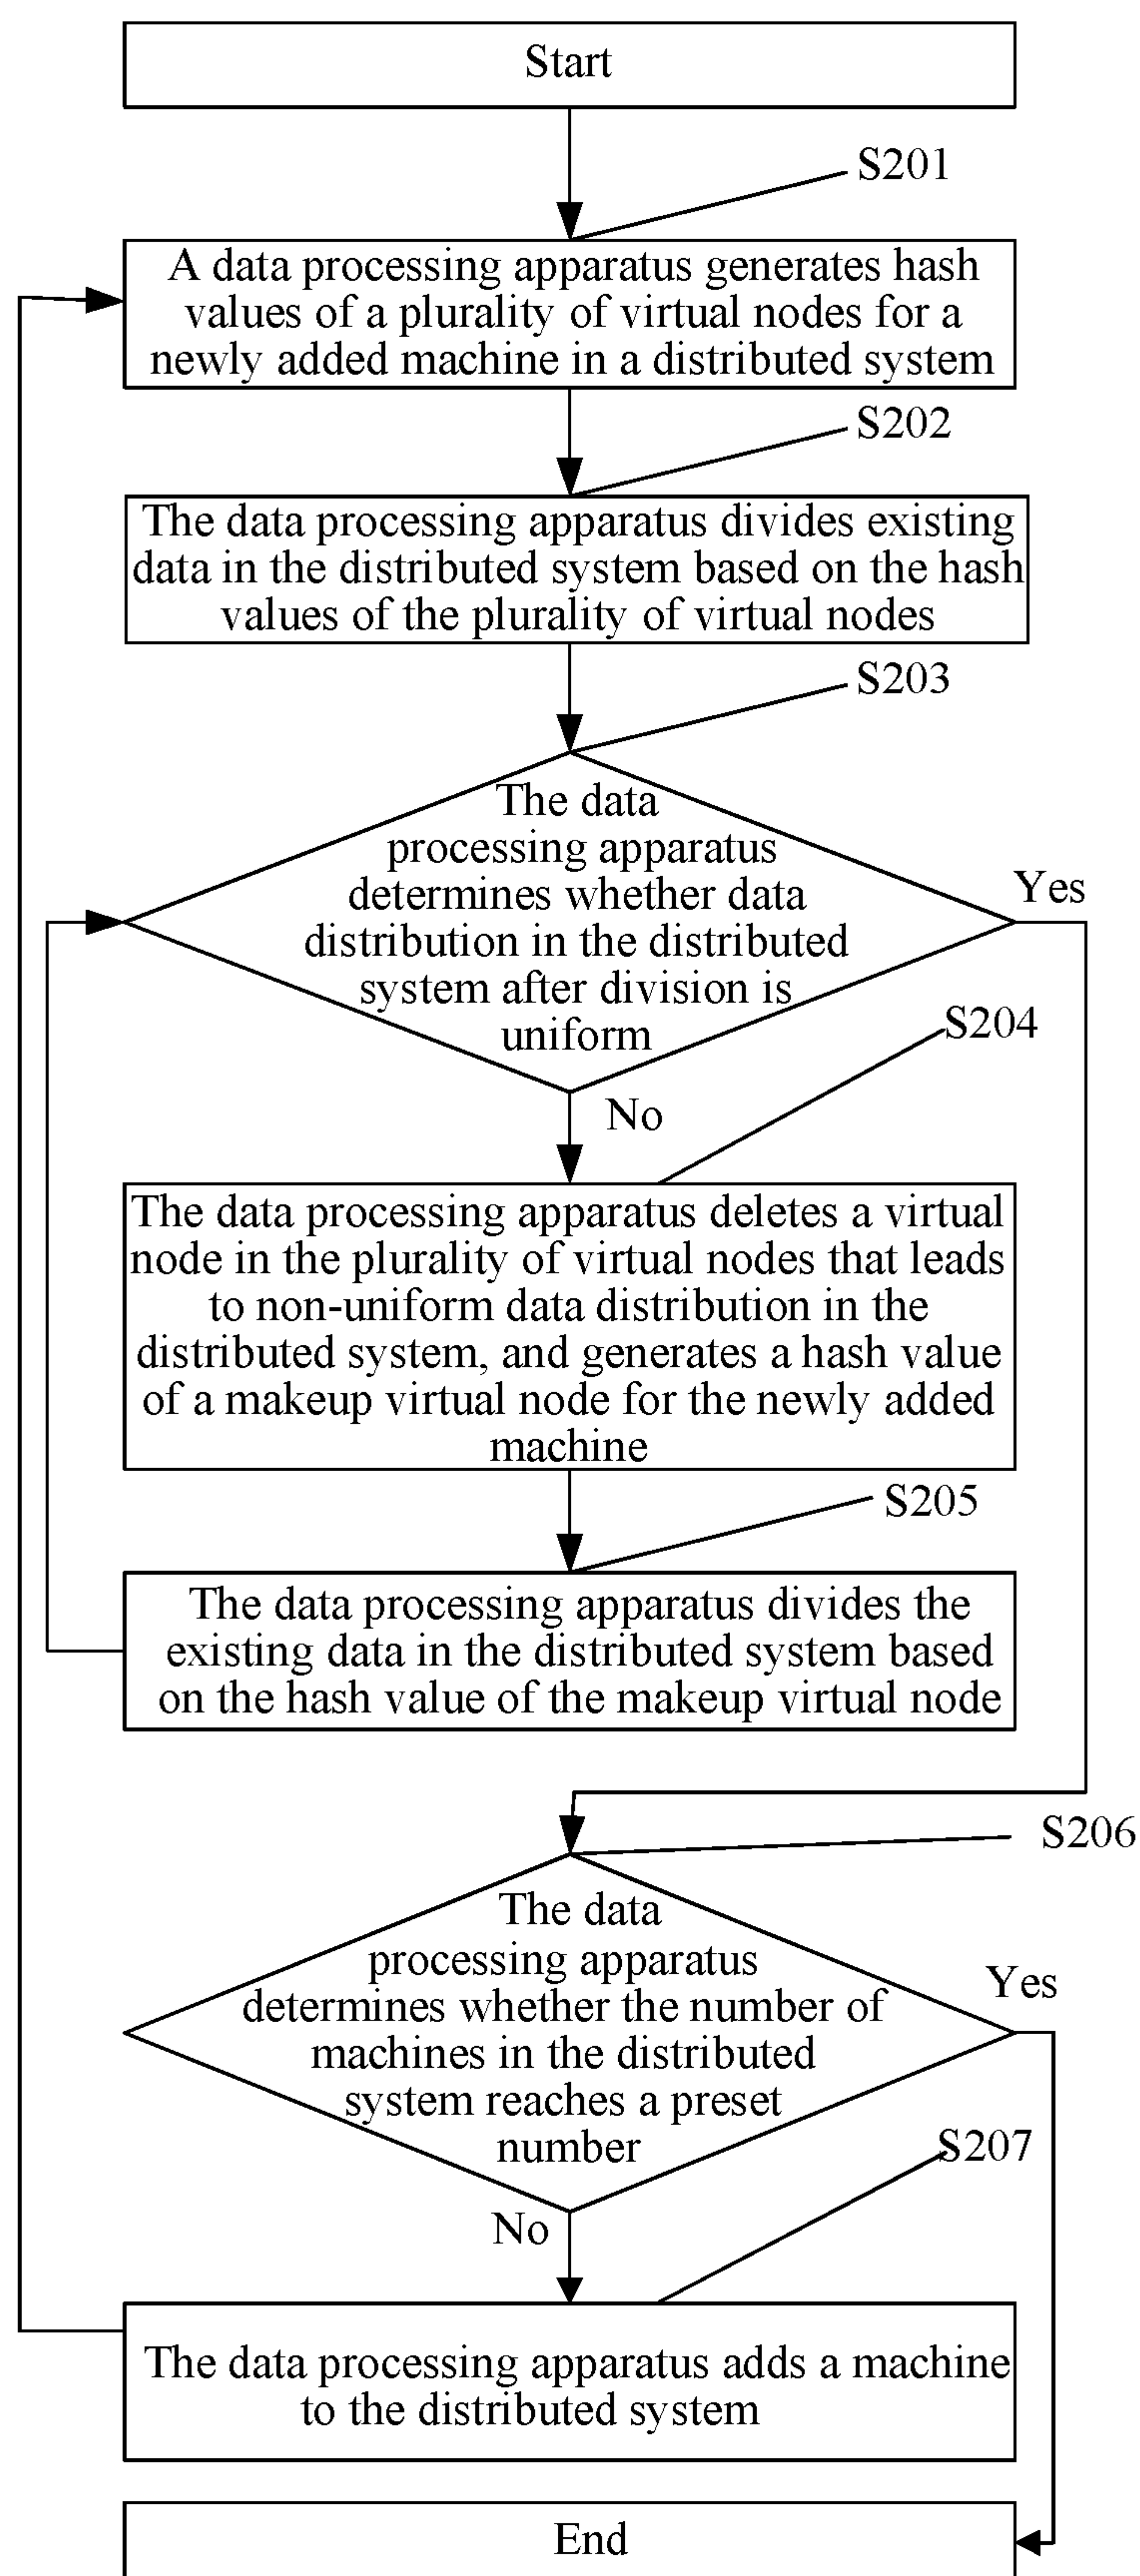 Start
S201
A data processing apparatus generates hash
values of a plurality of virtual nodes for a
newly added machine in a distributed system
S202
The data processing apparatus divides existing
data in the distributed system based on the hash
values of the plurality of virtual nodes
S203
The data
processing apparatus
determines whether data
distribution in the distributed
system after division is
uniform
Yes
S204
No
The data processing apparatus deletes a virtual
node in the plurality of virtual nodes that leads
to non-uniform data distribution in the
distributed system, and generates a hash value
of a makeup virtual node for the newly added
machine
S205
The data processing apparatus divides the
existing data in the distributed system based
on the hash value of the makeup virtual node
S206
The data
processing apparatus
determines whether the number of
machines in the distributed
system reaches a preset
number
Yes
S207
No
The data processing apparatus adds a machine
to the distributed system
End